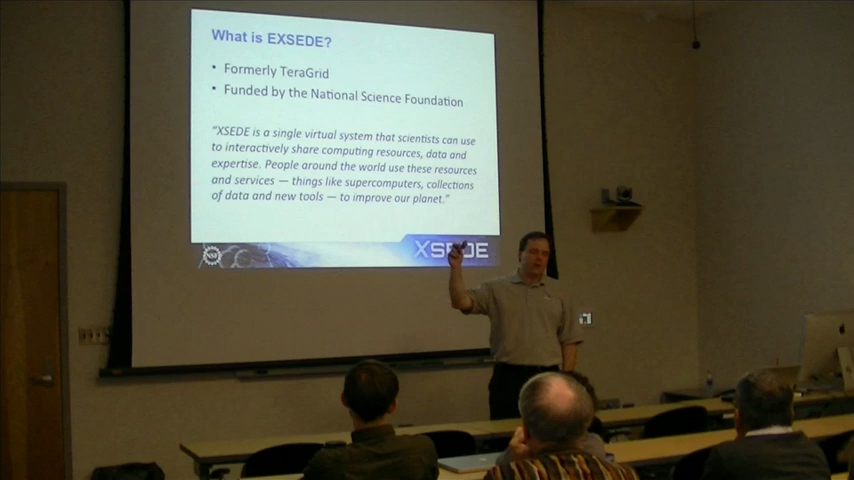 What is EXSEDE?
• Formerly TeraGrid
• Funded by the National Science Foundation
"XSEDE is a single virtual system that scientists can use
to interactively share computing resources, data and
expertise. People around the world use these resources
and services — things like supercomputers, collections
of data and new tools — to improve our planet."
NSF
XSEDE